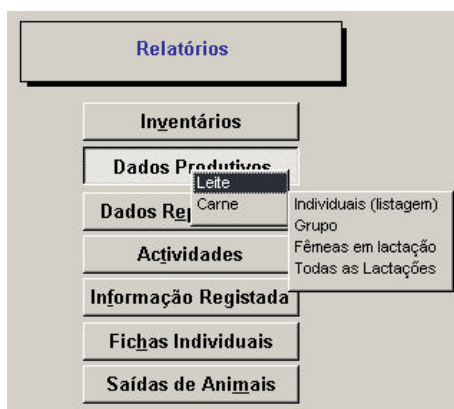 Relatórios
Inventários
Dados Produtivos
Leite
Carne
Individuais (listagem)
Grupo
Fêmeas em lactação
Todas as Lactações
Dados
Actividades
Informação Registada
Fichas Individuais
Saídas de Animais